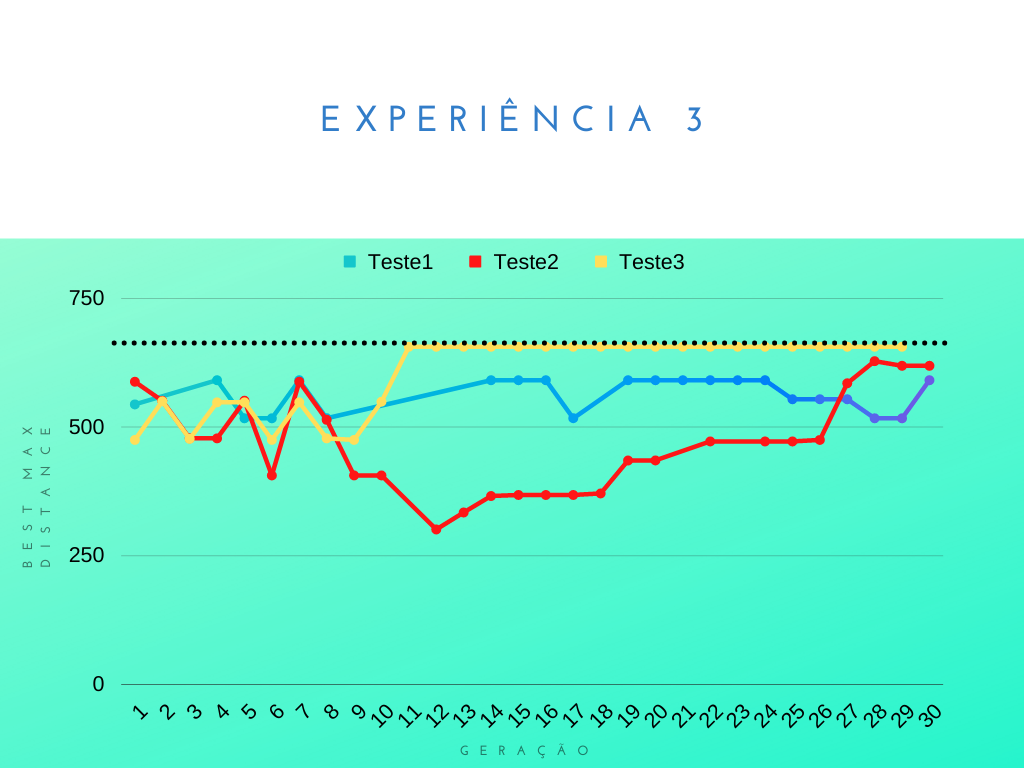 EXPERIÊNCIA 3
Teste1 Teste2 Teste3
750
500
250
0
BEST MAX
DISTANCE
1 2 3 4 5 6 7 8 9 10 11 12 13 14 15 16 17 18 19 20 21 22 23 24 25 26 27 28 29 30
GERAÇÃO